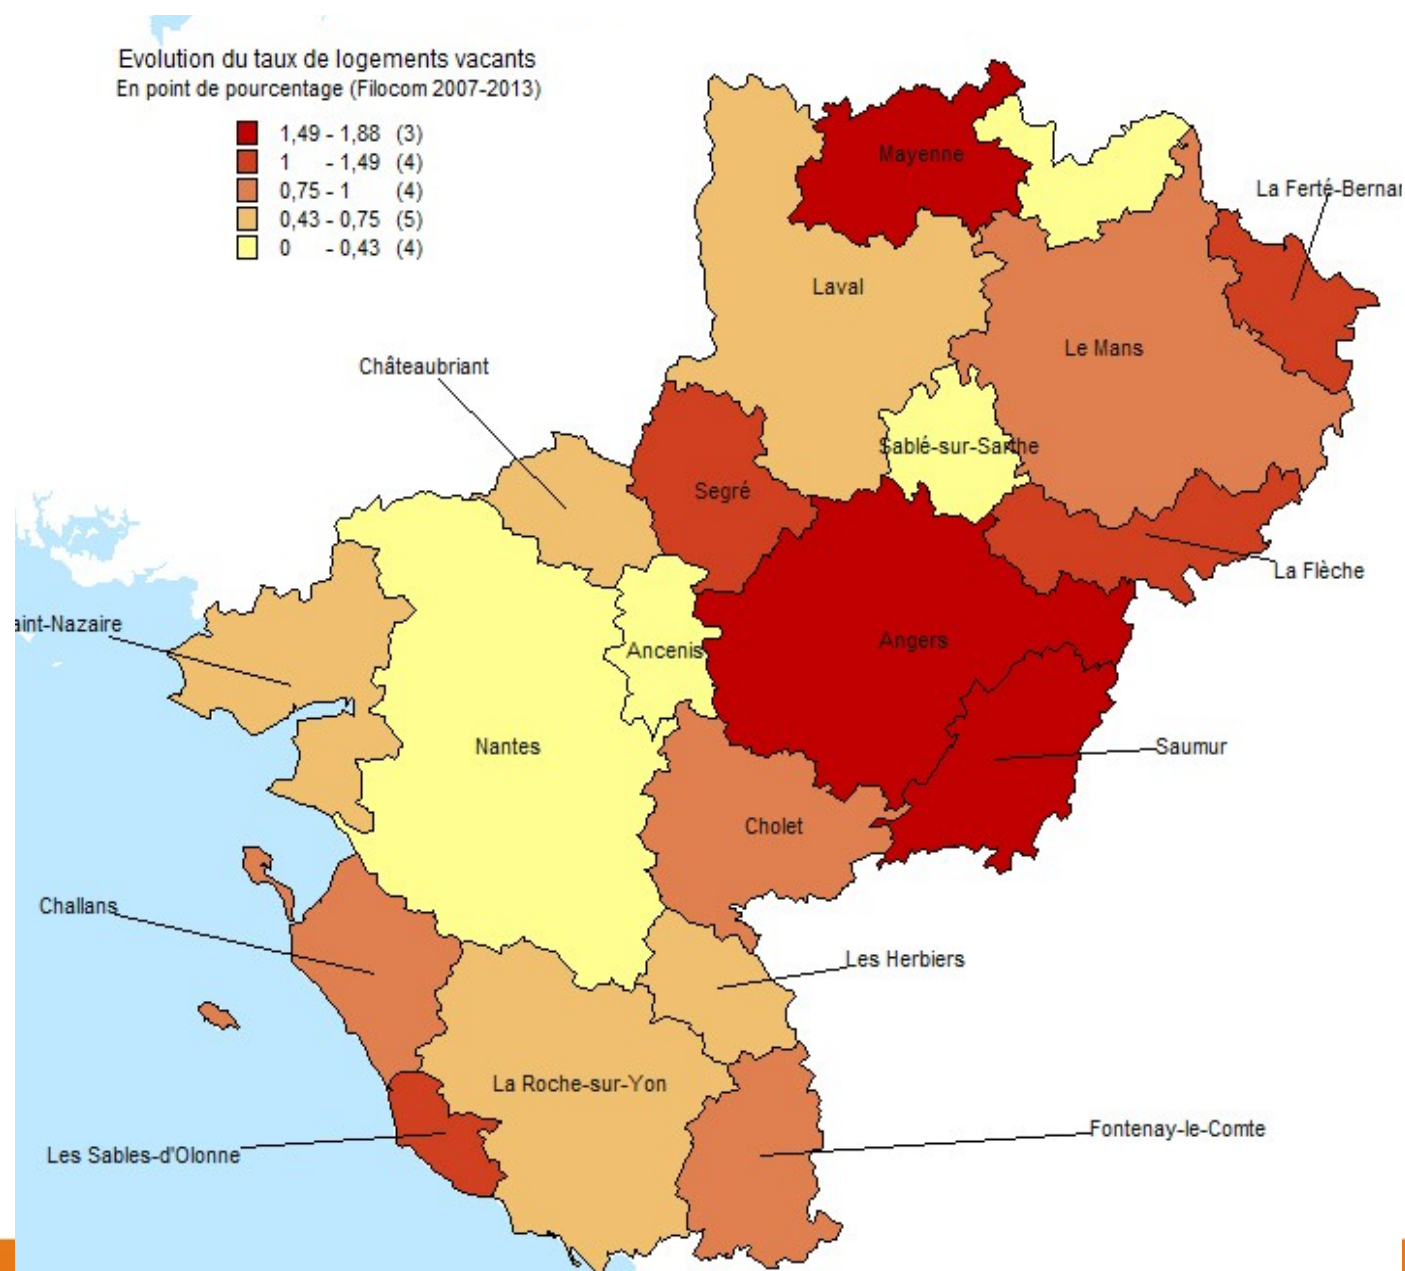 Evolution du taux de logements vacants
En point de pourcentage (Filocom 2007-2013)
1,49 - 1,88 (3)
1 - 1,49 (4)
0,75 - 1 (4)
0,43 - 0,75 (5)
0 - 0,43 (4)
Mayenne
La Ferté-Bernar
Laval
Le Mans
Châteaubriant
Sablé-sur-Sarthe
Segré
La Flèche
aint-Nazaire
Angers
Ancenis
Nantes
Saumur
Cholet
Challans
Les Herbiers
La Roche-sur-Yon
Fontenay-le-Comte
Les Sables-d'Olonne